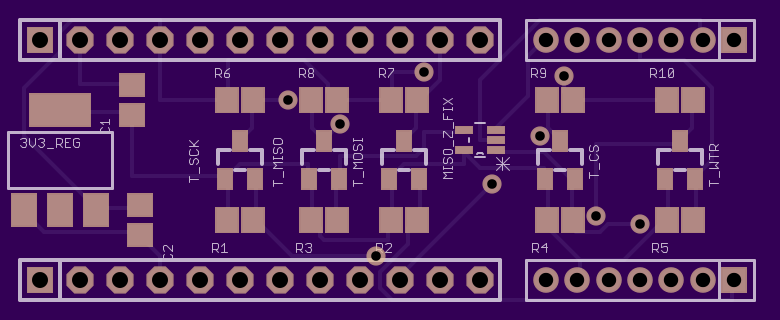 R6
R8
R7
R9
R10
C1
3V3_REG
T_SCK
T_MISO
T_MOSI
MISO_Z_FIX
T_CS
T_WTR
C2
R1
R3
R2
R4
R5